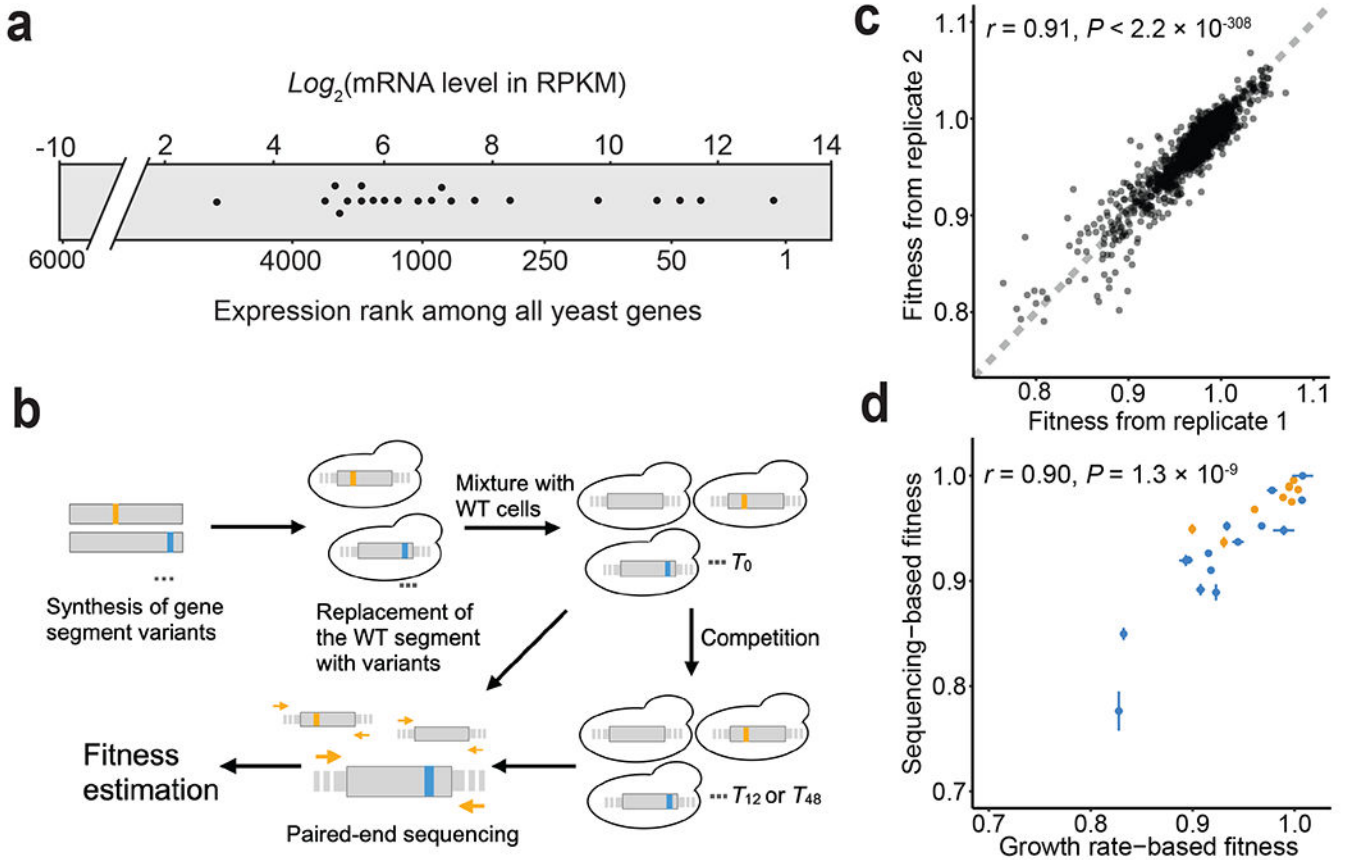 a
Log2(mRNA level in RPKM)
-10 2 4 6 8 10 12 14
6000 4000 1000 250 50 1
Expression rank among all yeast genes
b
Synthesis of gene
segment variants
Replacement of
the WT segment
with variants
Mixture with
WT cells
T0
Competition
T12 or T48
Paired-end sequencing
Fitness
estimation
c
r = 0.91, P < 2.2 × 10^-308
Fitness from replicate 2
1.1
1.0
0.9
0.8
0.8 0.9 1.0 1.1
Fitness from replicate 1
d
r = 0.90, P = 1.3 × 10^-9
Sequencing−based fitness
1.0
0.9
0.8
0.7
0.7 0.8 0.9 1.0
Growth rate−based fitness